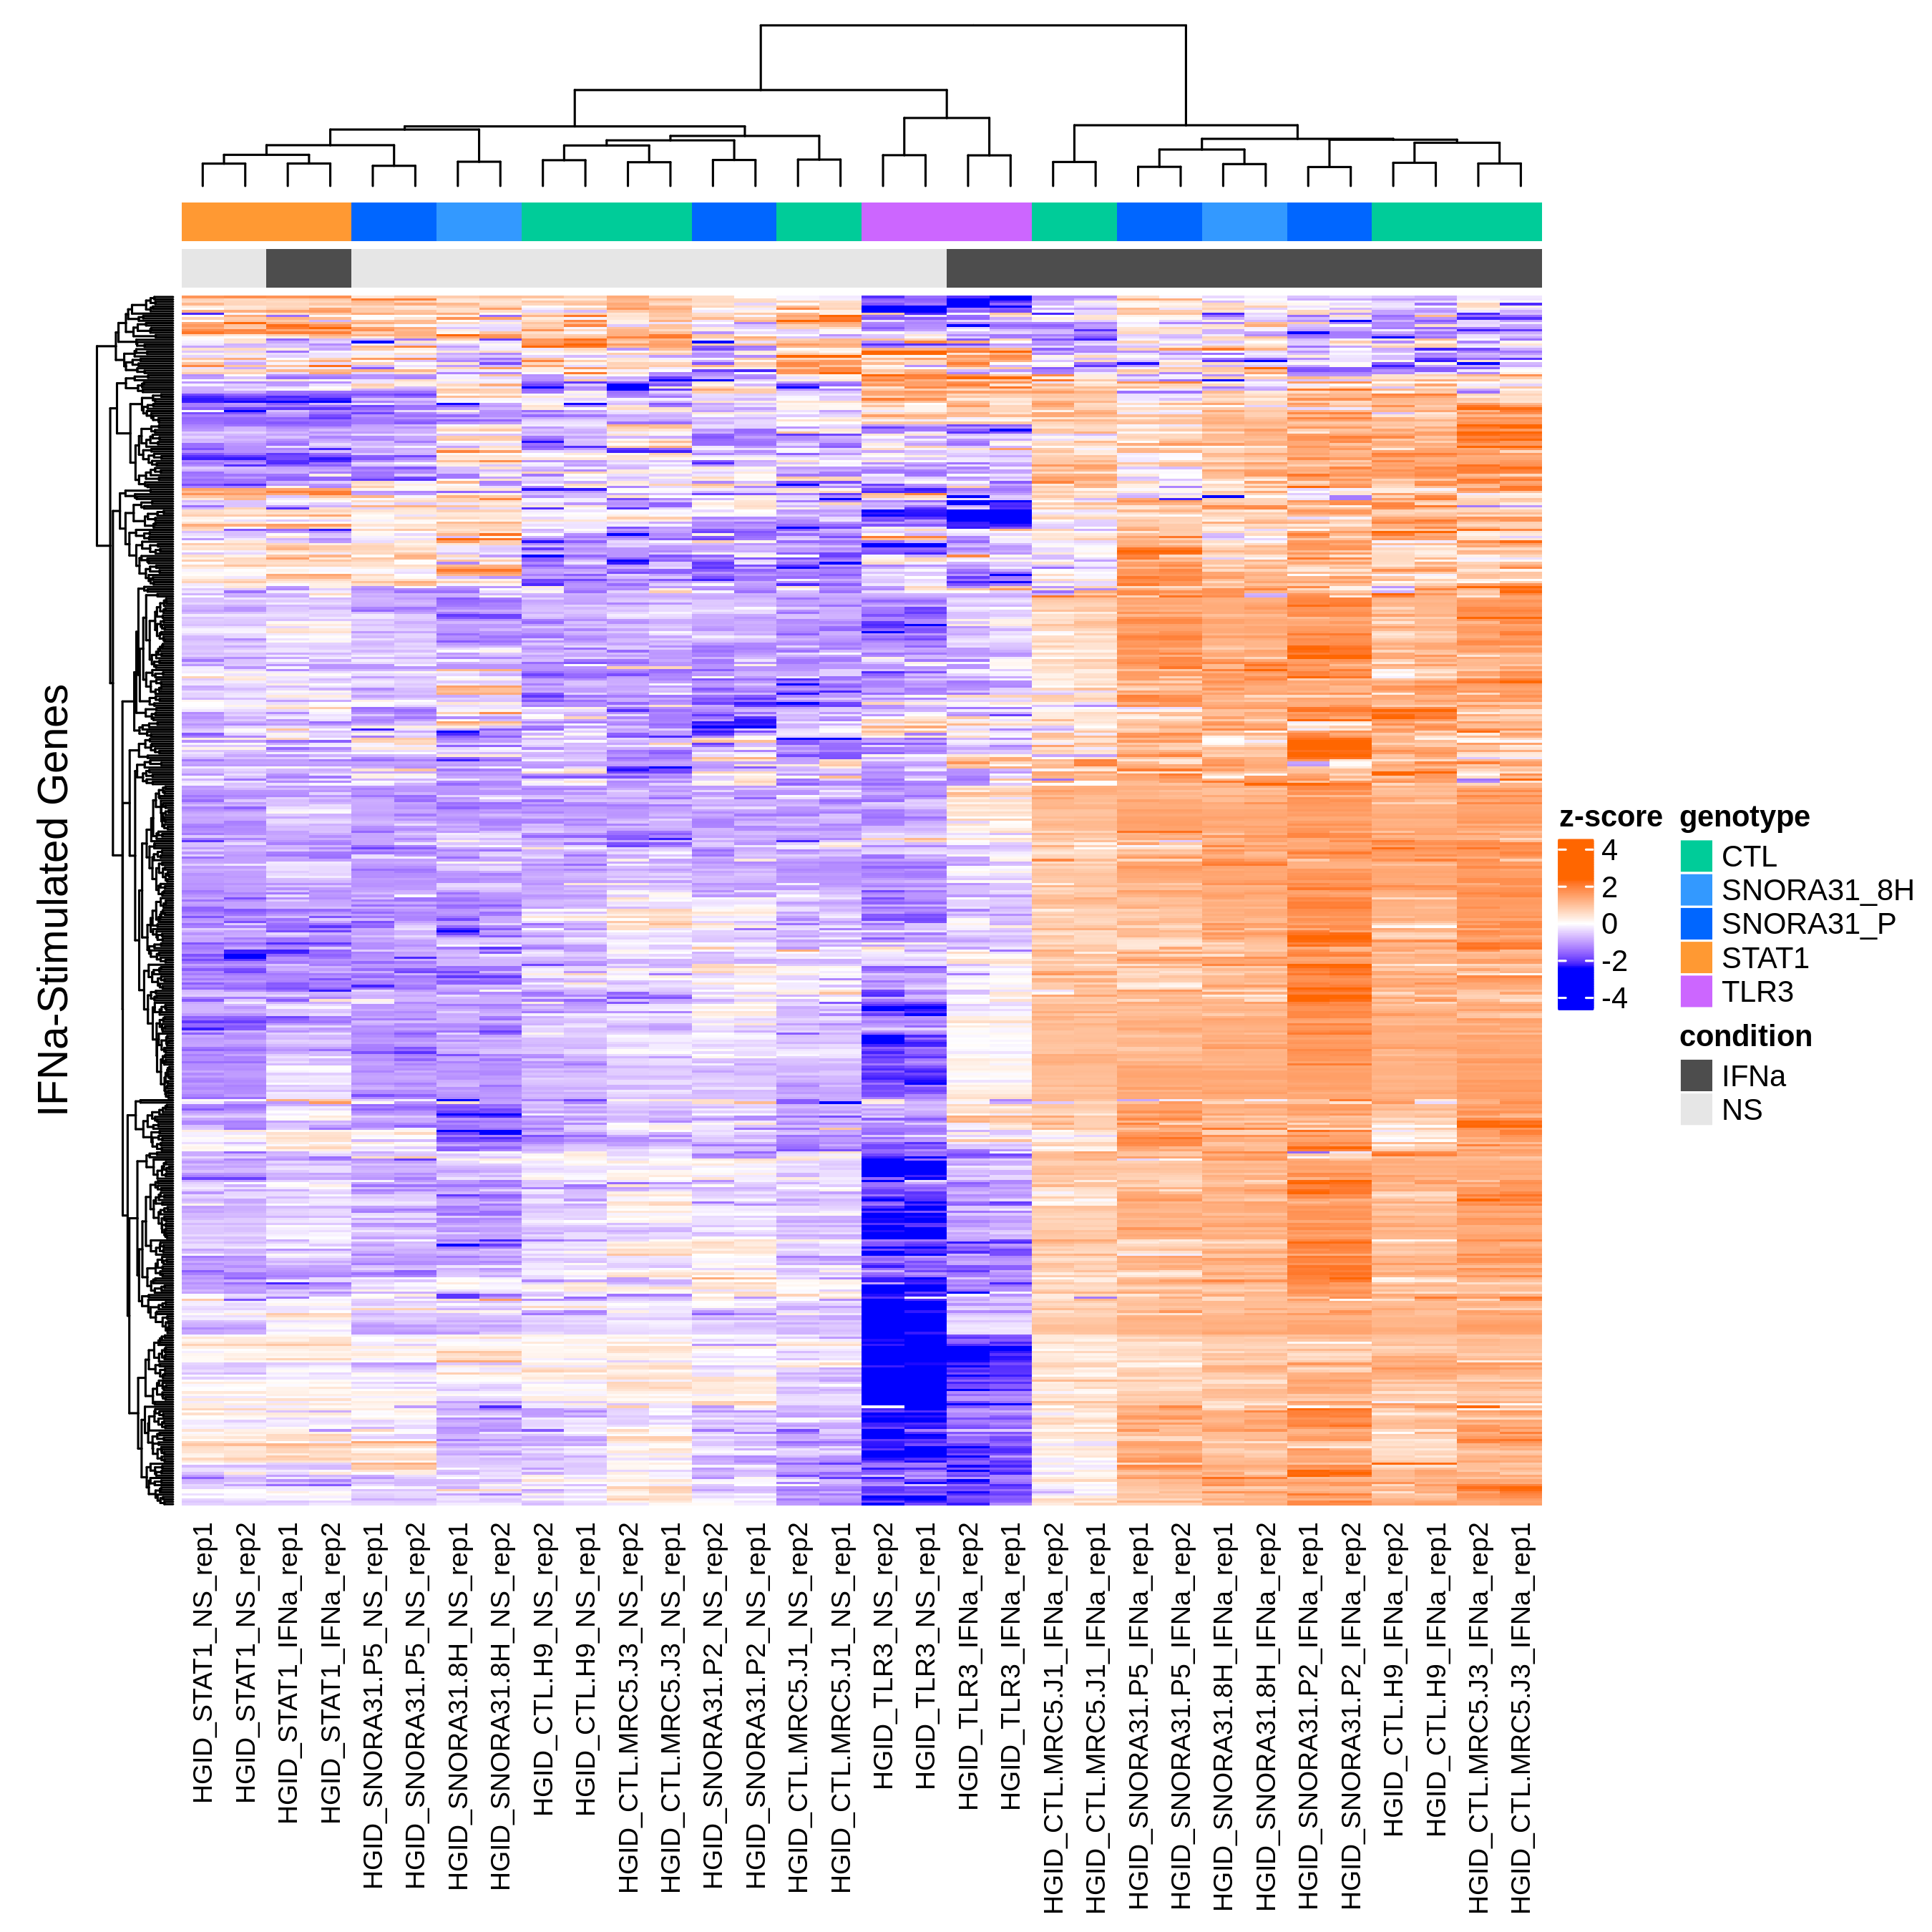 IFNa-Stimulated Genes
z-score
4
2
0
-2
-4
genotype
CTL
SNORA31_8H
SNORA31_P
STAT1
TLR3
condition
IFNa
NS
HGID_STAT1_NS_rep1
HGID_STAT1_NS_rep2
HGID_STAT1_IFNa_rep1
HGID_STAT1_IFNa_rep2
HGID_SNORA31.P5_NS_rep1
HGID_SNORA31.P5_NS_rep2
HGID_SNORA31.8H_NS_rep1
HGID_SNORA31.8H_NS_rep2
HGID_CTL.H9_NS_rep2
HGID_CTL.H9_NS_rep1
HGID_CTL.MRC5.J3_NS_rep2
HGID_CTL.MRC5.J3_NS_rep1
HGID_SNORA31.P2_NS_rep2
HGID_SNORA31.P2_NS_rep1
HGID_CTL.MRC5.J1_NS_rep2
HGID_CTL.MRC5.J1_NS_rep1
HGID_TLR3_NS_rep2
HGID_TLR3_NS_rep1
HGID_TLR3_IFNa_rep2
HGID_TLR3_IFNa_rep1
HGID_CTL.MRC5.J1_IFNa_rep2
HGID_CTL.MRC5.J1_IFNa_rep1
HGID_SNORA31.P5_IFNa_rep1
HGID_SNORA31.P5_IFNa_rep2
HGID_SNORA31.8H_IFNa_rep1
HGID_SNORA31.8H_IFNa_rep2
HGID_SNORA31.P2_IFNa_rep1
HGID_SNORA31.P2_IFNa_rep2
HGID_CTL.H9_IFNa_rep2
HGID_CTL.H9_IFNa_rep1
HGID_CTL.MRC5.J3_IFNa_rep2
HGID_CTL.MRC5.J3_IFNa_rep1